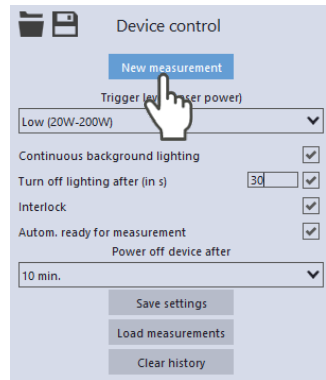 Device control
New measurement
Trigger (laser power)
Low (20W-200W)
Continuous background lighting
Turn off lighting after (in s) 30
Interlock
Autom. ready for measurement
Power off device after
10 min.
Save settings
Load measurements
Clear history